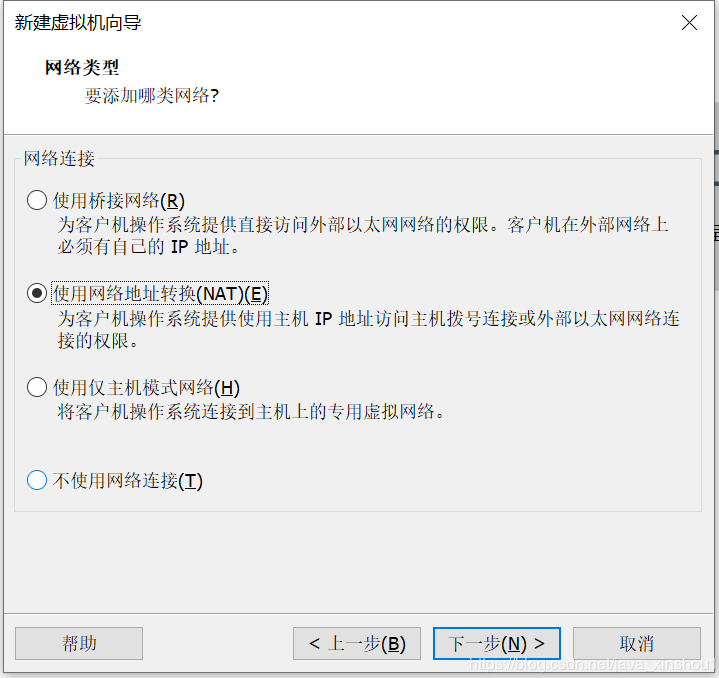 新建虚拟机向导
网络类型
要添加哪类网络?
网络连接
使用桥接网络(R)
为客户机操作系统提供直接访问外部以太网网络的权限。客户机在外部网络上
必须有自己的 IP 地址。
使用网络地址转换(NAT)(E)
为客户机操作系统提供使用主机 IP 地址访问主机拨号连接或外部以太网网络连
接的权限。
使用仅主机模式网络(H)
将客户机操作系统连接到主机上的专用虚拟网络。
不使用网络连接(T)
帮助
< 上一步(B)
下一步(N) >
取消
https://blog.csdn.net/java_xinshou1